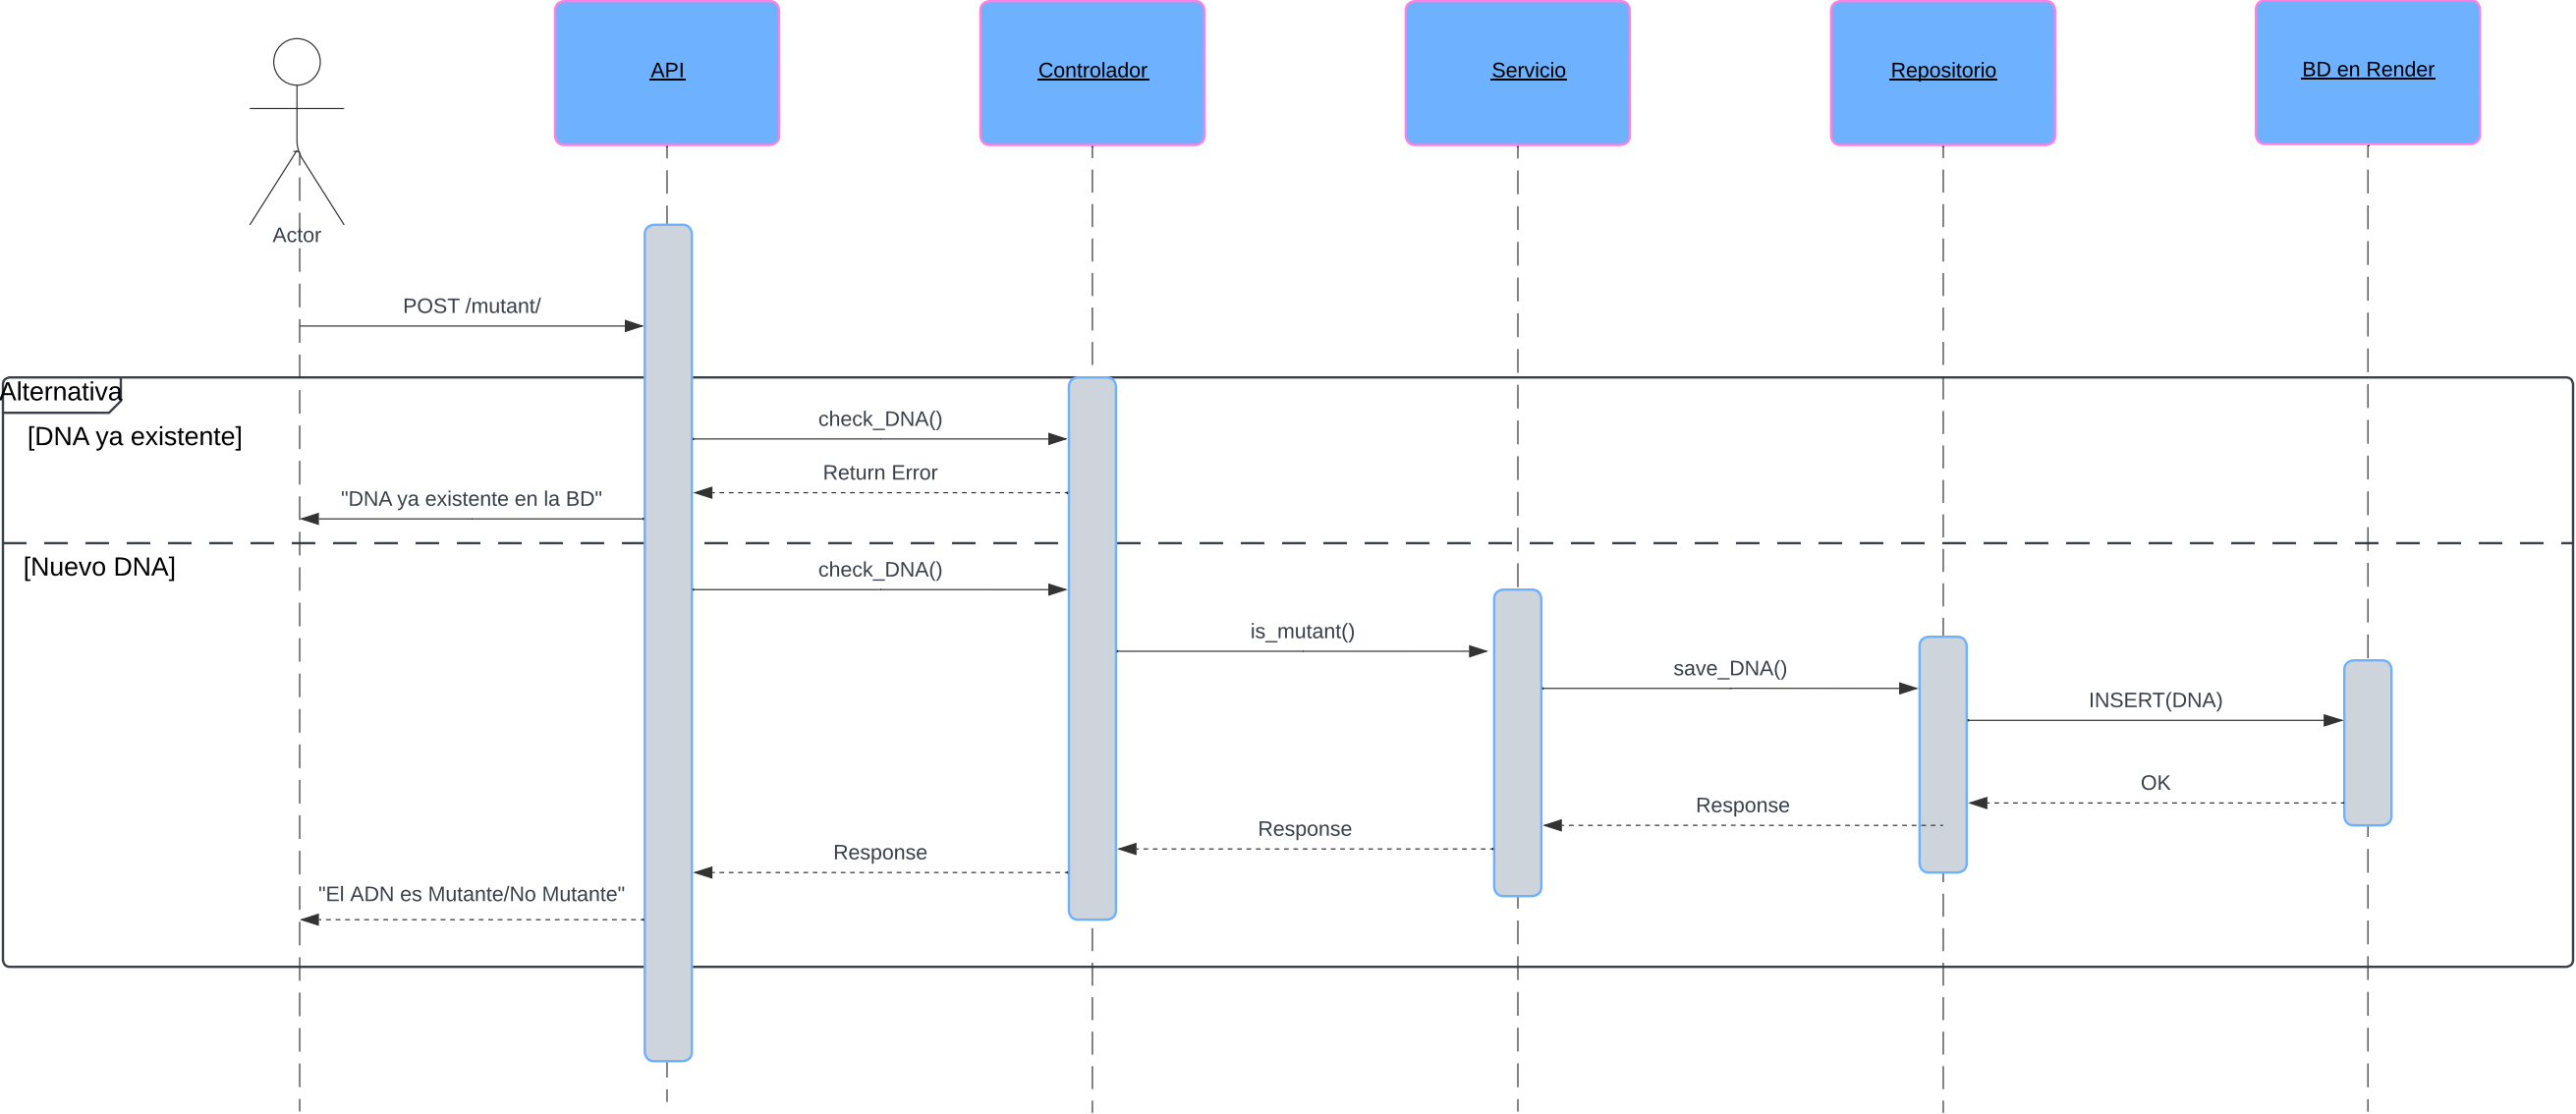 API
Controlador
Servicio
Repositorio
BD en Render
Actor
POST /mutant/
Alternativa
[DNA ya existente]
check_DNA()
Return Error
"DNA ya existente en la BD"
[Nuevo DNA]
check_DNA()
is_mutant()
save_DNA()
INSERT(DNA)
OK
Response
Response
Response
"El ADN es Mutante/No Mutante"